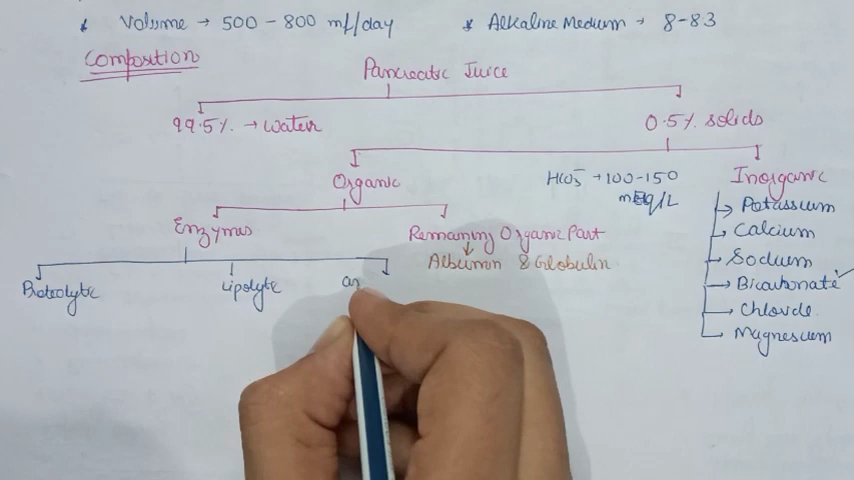 * Volume → 500 - 800 ml/day * Alkaline Medium → 8-8.3
Composition
Pancreatic Juice
99.5% → Water 0.5% solids
Organic HCO3 → 100-150 Inorganic
mEq/L
Enzymes Remaining Organic Part Potassium
Albumin & Globulin Calcium
Proteolytic Lipolytic Sodium
Bicarbonate ✓
Chloride
Magnesium